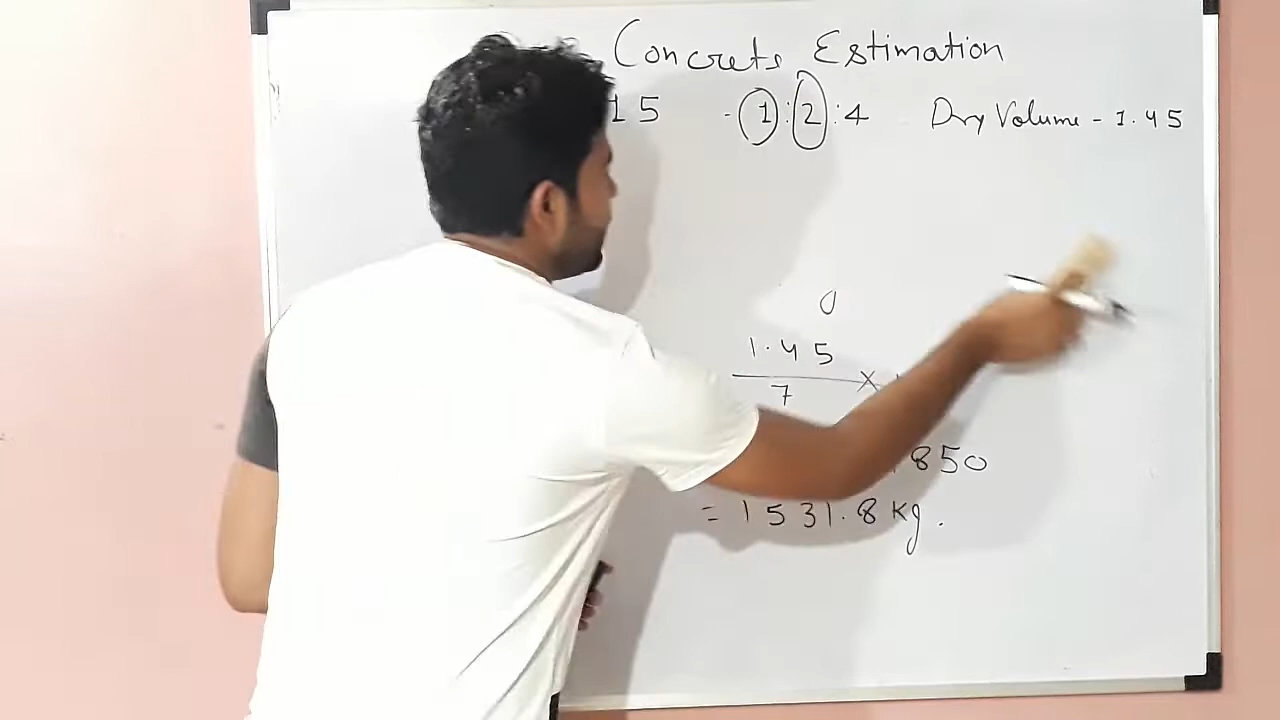 Concrete Estimation
15 - 1 : 2 : 4 Dry Volume - 1.45
0
1.45
7 ×
850
= 1531.8 kg.